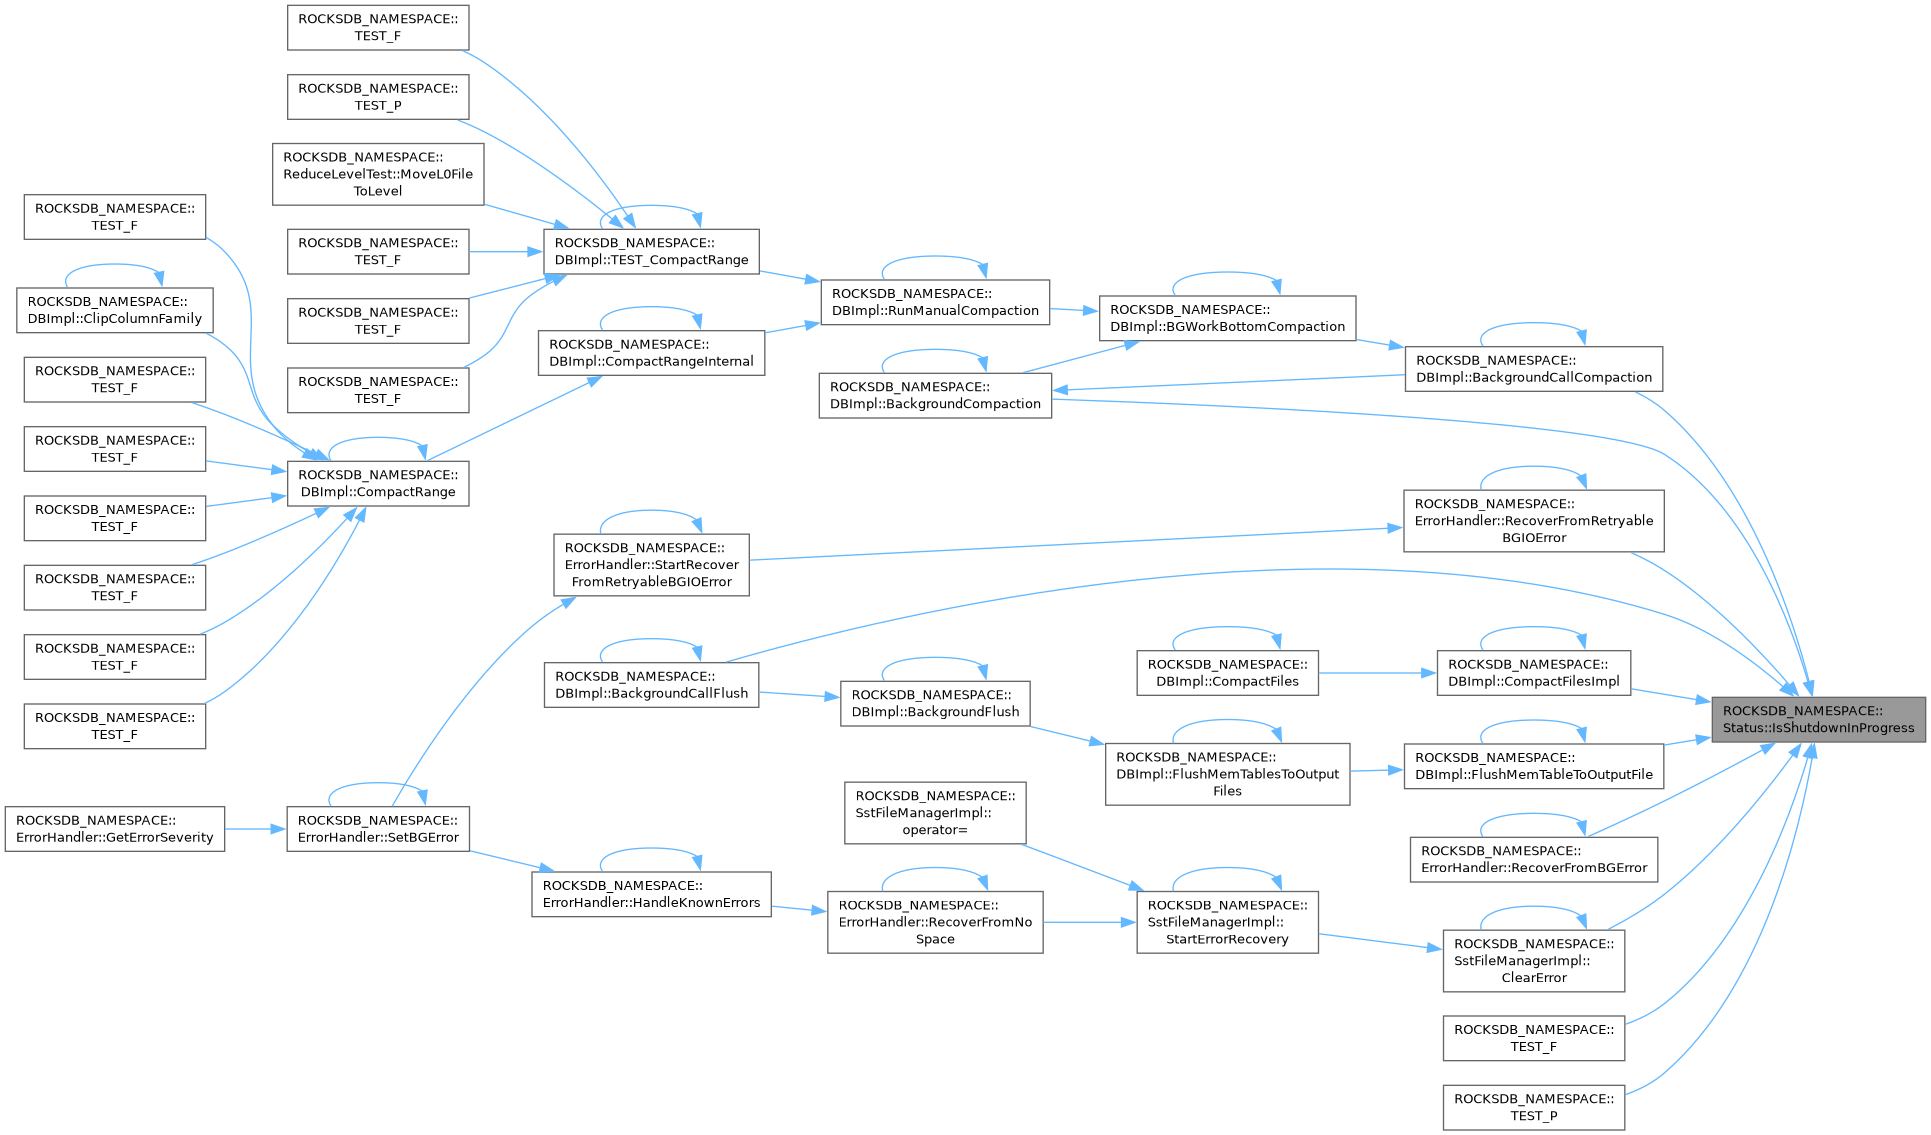 ROCKSDB_NAMESPACE::
TEST_F
ROCKSDB_NAMESPACE::
TEST_P
ROCKSDB_NAMESPACE::
ReduceLevelTest::MoveL0File
ToLevel
ROCKSDB_NAMESPACE::
TEST_F
ROCKSDB_NAMESPACE::
TEST_F
ROCKSDB_NAMESPACE::
TEST_F
ROCKSDB_NAMESPACE::
TEST_F
ROCKSDB_NAMESPACE::
DBImpl::ClipColumnFamily
ROCKSDB_NAMESPACE::
TEST_F
ROCKSDB_NAMESPACE::
TEST_F
ROCKSDB_NAMESPACE::
TEST_F
ROCKSDB_NAMESPACE::
TEST_F
ROCKSDB_NAMESPACE::
TEST_F
ROCKSDB_NAMESPACE::
TEST_F
ROCKSDB_NAMESPACE::
ErrorHandler::GetErrorSeverity
ROCKSDB_NAMESPACE::
DBImpl::CompactRange
ROCKSDB_NAMESPACE::
ErrorHandler::SetBGError
ROCKSDB_NAMESPACE::
DBImpl::TEST_CompactRange
ROCKSDB_NAMESPACE::
DBImpl::CompactRangeInternal
ROCKSDB_NAMESPACE::
ErrorHandler::StartRecover
FromRetryableBGIOError
ROCKSDB_NAMESPACE::
DBImpl::BackgroundCallFlush
ROCKSDB_NAMESPACE::
ErrorHandler::HandleKnownErrors
ROCKSDB_NAMESPACE::
DBImpl::RunManualCompaction
ROCKSDB_NAMESPACE::
DBImpl::BackgroundCompaction
ROCKSDB_NAMESPACE::
DBImpl::BackgroundFlush
ROCKSDB_NAMESPACE::
SstFileManagerImpl::
operator=
ROCKSDB_NAMESPACE::
ErrorHandler::RecoverFromNo
Space
ROCKSDB_NAMESPACE::
DBImpl::BGWorkBottomCompaction
ROCKSDB_NAMESPACE::
DBImpl::CompactFiles
ROCKSDB_NAMESPACE::
DBImpl::FlushMemTablesToOutput
Files
ROCKSDB_NAMESPACE::
SstFileManagerImpl::
StartErrorRecovery
ROCKSDB_NAMESPACE::
DBImpl::BackgroundCallCompaction
ROCKSDB_NAMESPACE::
ErrorHandler::RecoverFromRetryable
BGIOError
ROCKSDB_NAMESPACE::
DBImpl::CompactFilesImpl
ROCKSDB_NAMESPACE::
DBImpl::FlushMemTableToOutputFile
ROCKSDB_NAMESPACE::
ErrorHandler::RecoverFromBGError
ROCKSDB_NAMESPACE::
SstFileManagerImpl::
ClearError
ROCKSDB_NAMESPACE::
TEST_F
ROCKSDB_NAMESPACE::
TEST_P
ROCKSDB_NAMESPACE::
Status::IsShutdownInProgress